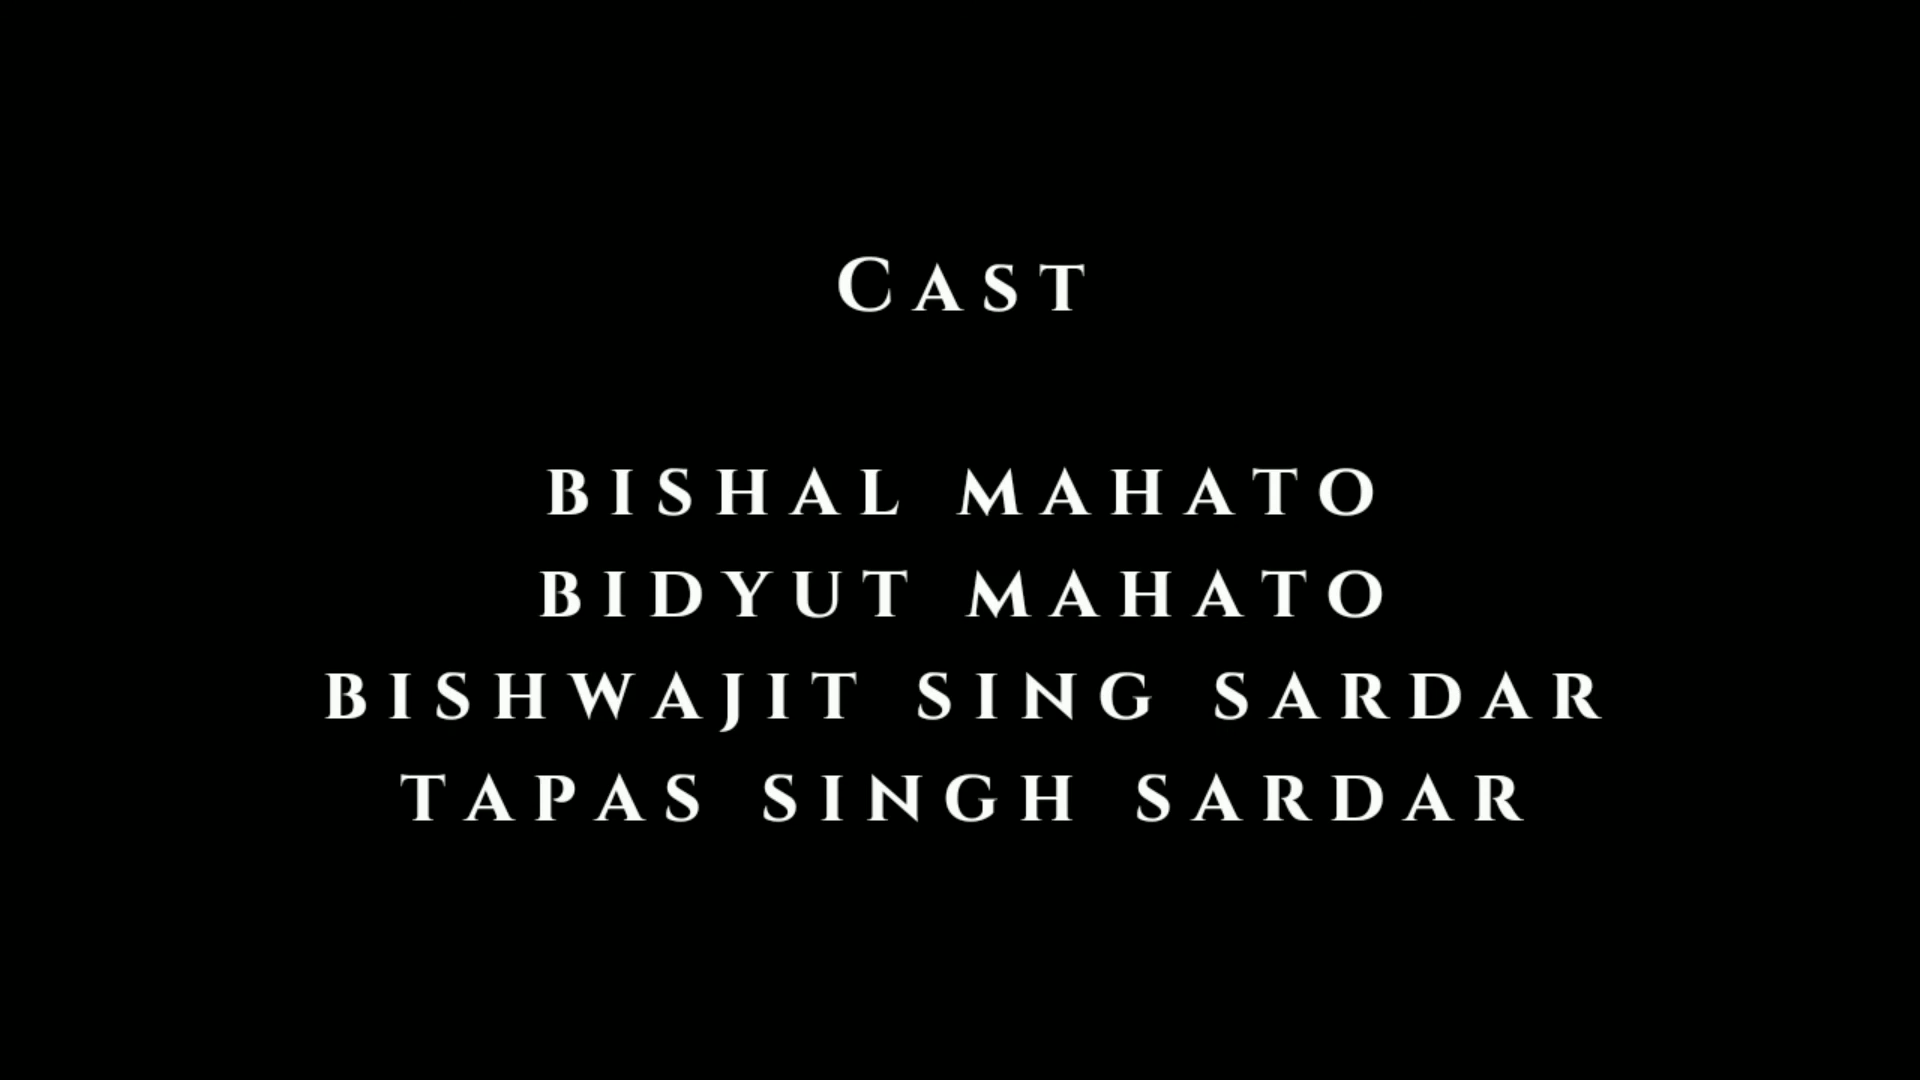 Cast
BISHAL MAHATO
BIDYUT MAHATO
BISHWAJIT SING SARDAR
TAPAS SINGH SARDAR